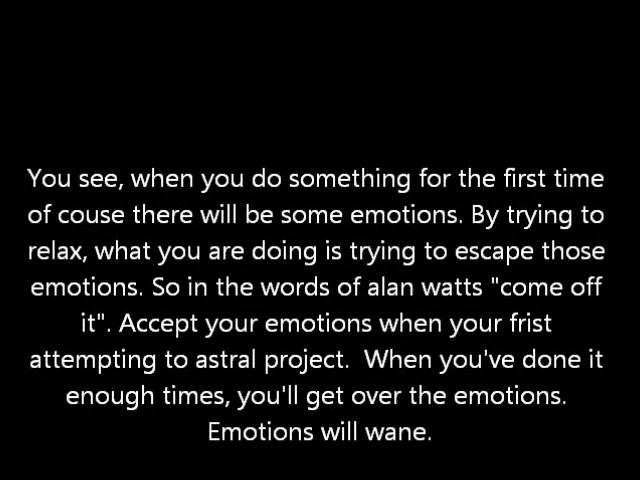 You see, when you do something for the first time
of couse there will be some emotions. By trying to
relax, what you are doing is trying to escape those
emotions. So in the words of alan watts "come off
it". Accept your emotions when your frist
attempting to astral project.  When you've done it
enough times, you'll get over the emotions.
Emotions will wane.